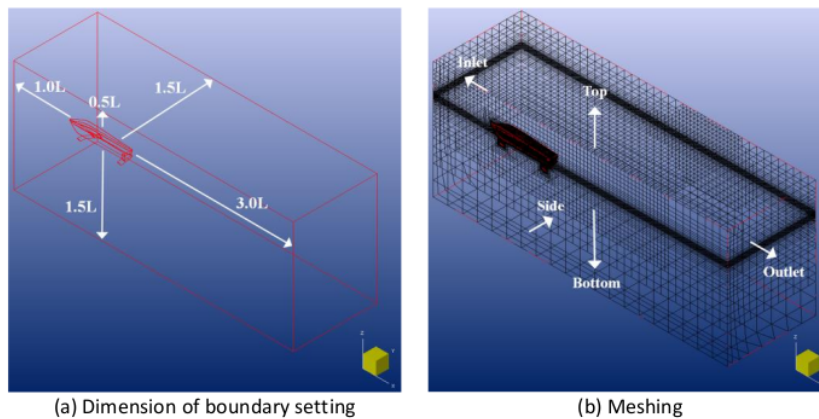 1.0L
0.5L
1.5L
1.5L
3.0L
Z
Y
X
(a) Dimension of boundary setting
Inlet
Top
Side
Bottom
Outlet
Z
X
(b) Meshing